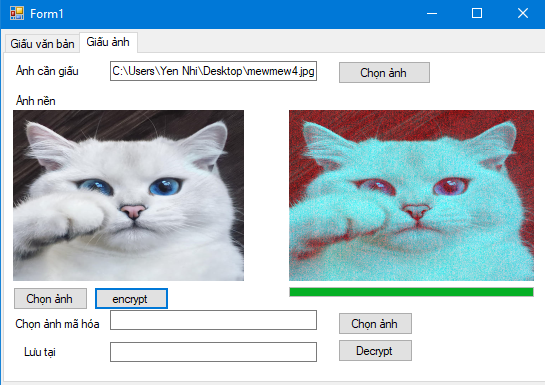 Form1
Giấu văn bản Giấu ảnh
Ảnh cần giấu C:\Users\Yen Nhi\Desktop\mewmew4.jpg Chọn ảnh
Ảnh nền
Chọn ảnh encrypt
Chọn ảnh mã hóa Chọn ảnh
Lưu tại Decrypt